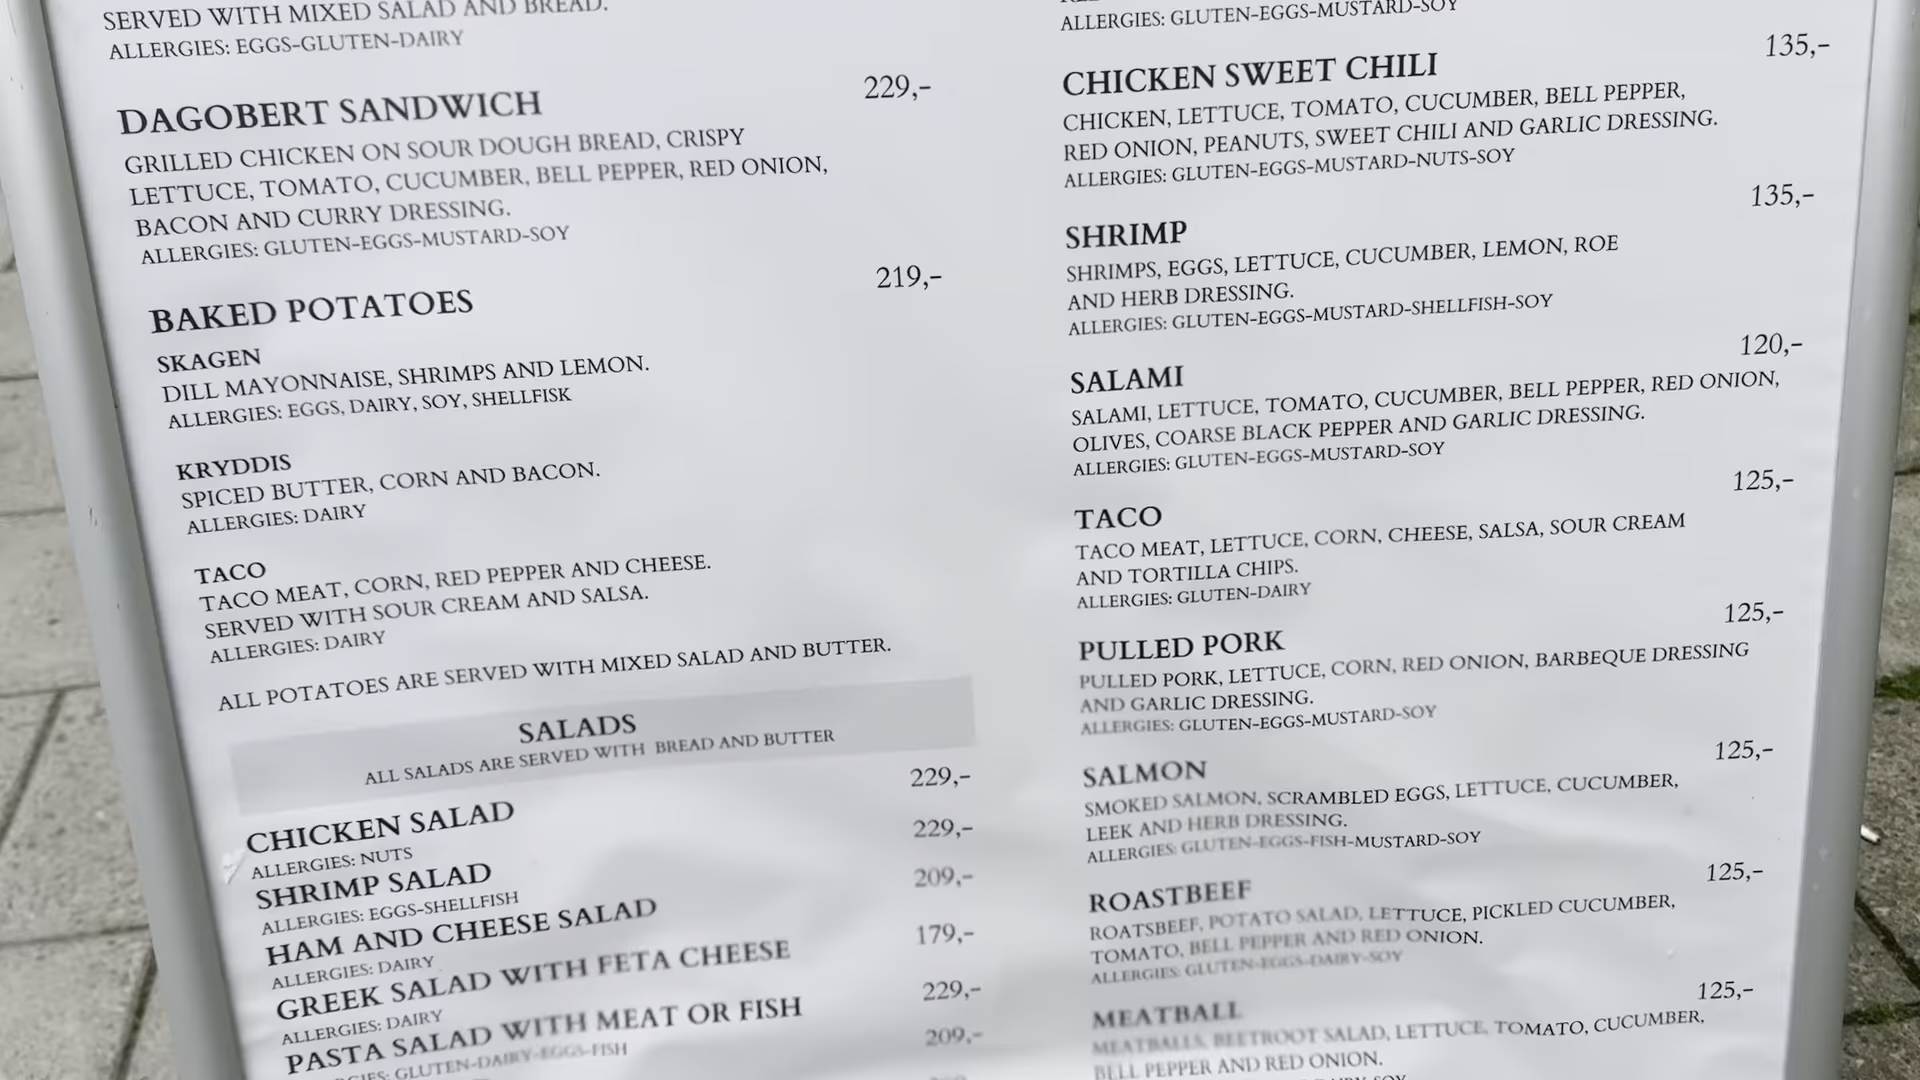 SERVED WITH MIXED SALAD AND BREAD.
ALLERGIES: EGGS-GLUTEN-DAIRY
DAGOBERT SANDWICH 229,-
GRILLED CHICKEN ON SOUR DOUGH BREAD, CRISPY
LETTUCE, TOMATO, CUCUMBER, BELL PEPPER, RED ONION,
BACON AND CURRY DRESSING.
ALLERGIES: GLUTEN-EGGS-MUSTARD-SOY
BAKED POTATOES 219,-
SKAGEN
DILL MAYONNAISE, SHRIMPS AND LEMON.
ALLERGIES: EGGS, DAIRY, SOY, SHELLFISK
KRYDDIS
SPICED BUTTER, CORN AND BACON.
ALLERGIES: DAIRY
TACO
TACO MEAT, CORN, RED PEPPER AND CHEESE.
SERVED WITH SOUR CREAM AND SALSA.
ALLERGIES: DAIRY
ALL POTATOES ARE SERVED WITH MIXED SALAD AND BUTTER.
SALADS
ALL SALADS ARE SERVED WITH BREAD AND BUTTER
CHICKEN SALAD 229,-
ALLERGIES: NUTS
SHRIMP SALAD 229,-
ALLERGIES: EGGS-SHELLFISH
HAM AND CHEESE SALAD 209,-
ALLERGIES: DAIRY
GREEK SALAD WITH FETA CHEESE 179,-
ALLERGIES: DAIRY
PASTA SALAD WITH MEAT OR FISH 229,-
GLUTEN-DAIRY-EGGS-FISH
209,-
ALLERGIES: GLUTEN-EGGS-MUSTARD-SOY
CHICKEN SWEET CHILI 135,-
CHICKEN, LETTUCE, TOMATO, CUCUMBER, BELL PEPPER,
RED ONION, PEANUTS, SWEET CHILI AND GARLIC DRESSING.
ALLERGIES: GLUTEN-EGGS-MUSTARD-NUTS-SOY
SHRIMP 135,-
SHRIMPS, EGGS, LETTUCE, CUCUMBER, LEMON, ROE
AND HERB DRESSING.
ALLERGIES: GLUTEN-EGGS-MUSTARD-SHELLFISH-SOY
SALAMI 120,-
SALAMI, LETTUCE, TOMATO, CUCUMBER, BELL PEPPER, RED ONION,
OLIVES, COARSE BLACK PEPPER AND GARLIC DRESSING.
ALLERGIES: GLUTEN-EGGS-MUSTARD-SOY
TACO 125,-
TACO MEAT, LETTUCE, CORN, CHEESE, SALSA, SOUR CREAM
AND TORTILLA CHIPS.
ALLERGIES: GLUTEN-DAIRY
PULLED PORK 125,-
PULLED PORK, LETTUCE, CORN, RED ONION, BARBEQUE DRESSING
AND GARLIC DRESSING.
ALLERGIES: GLUTEN-EGGS-MUSTARD-SOY
SALMON 125,-
SMOKED SALMON, SCRAMBLED EGGS, LETTUCE, CUCUMBER,
LEEK AND HERB DRESSING.
ALLERGIES: GLUTEN-EGGS-FISH-MUSTARD-SOY
ROASTBEEF 125,-
ROATSBEEF, POTATO SALAD, LETTUCE, PICKLED CUCUMBER,
TOMATO, BELL PEPPER AND RED ONION.
ALLERGIES: GLUTEN-EGGS-DAIRY-SOY
MEATBALL 125,-
MEATBALLS, BEETROOT SALAD, LETTUCE, TOMATO, CUCUMBER,
BELL PEPPER AND RED ONION.